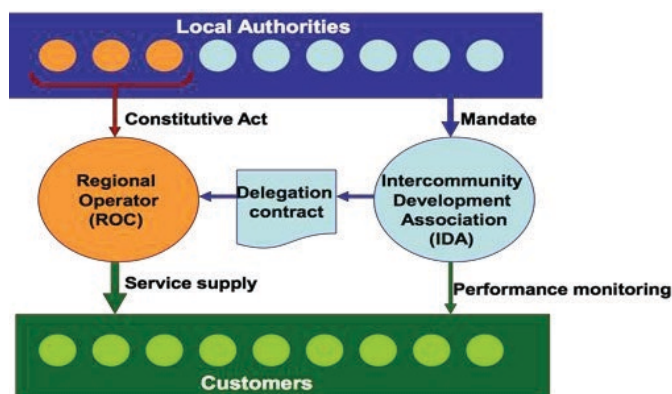 Local Authorities
Constitutive Act
Mandate
Regional
Operator
(ROC)
Delegation
contract
Intercommunity
Development
Association
(IDA)
Service supply
Performance monitoring
Customers